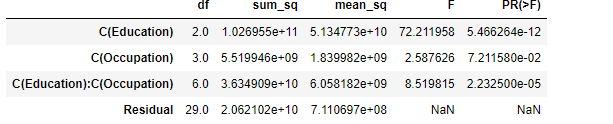 df sum_sq mean_sq F PR(>F)
C(Education) 2.0 1.026955e+11 5.134773e+10 72.211958 5.466264e-12
C(Occupation) 3.0 5.519946e+09 1.839982e+09 2.587626 7.211580e-02
C(Education):C(Occupation) 6.0 3.634909e+10 6.058182e+09 8.519815 2.232500e-05
Residual 29.0 2.062102e+10 7.110697e+08 NaN NaN